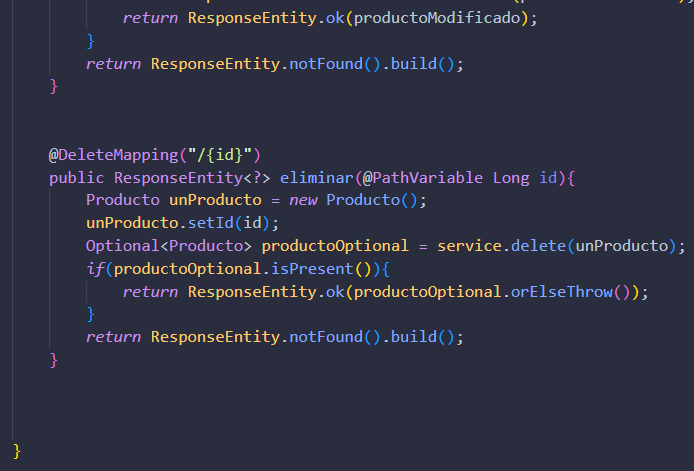 return ResponseEntity.ok(productoModificado);
}
return ResponseEntity.notFound().build();
}
@DeleteMapping("/{id}")
public ResponseEntity<?> eliminar(@PathVariable Long id){
Producto unProducto = new Producto();
unProducto.setId(id);
Optional<Producto> productoOptional = service.delete(unProducto);
if(productoOptional.isPresent()){
return ResponseEntity.ok(productoOptional.orElseThrow());
}
return ResponseEntity.notFound().build();
}
}